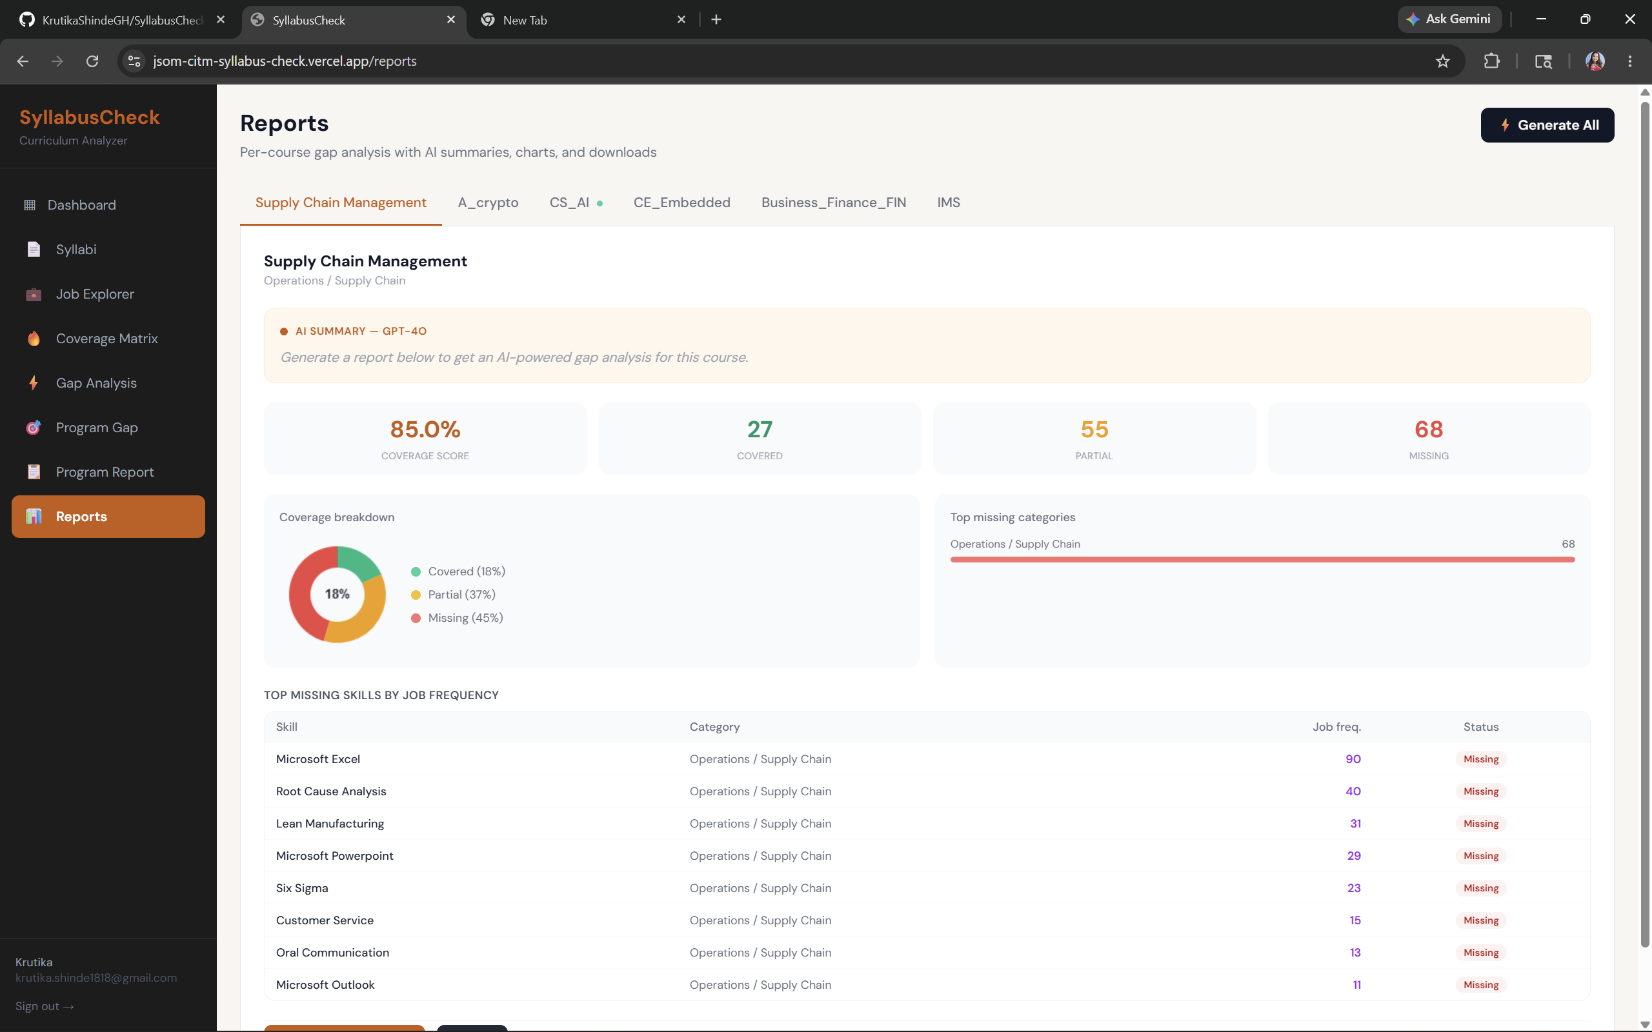 KrutikaShindeGH/SyllabusChec
SyllabusCheck
New Tab
Ask Gemini
jsom-citm-syllabus-check.vercel.app/reports
SyllabusCheck
Curriculum Analyzer
Dashboard
Syllabi
Job Explorer
Coverage Matrix
Gap Analysis
Program Gap
Program Report
Reports
Krutika
krutika.shinde1818@gmail.com
Sign out →
Reports
Per-course gap analysis with AI summaries, charts, and downloads
Generate All
Supply Chain Management A_crypto CS_AI CE_Embedded Business_Finance_FIN IMS
Supply Chain Management
Operations / Supply Chain
AI SUMMARY — GPT-4O
Generate a report below to get an AI-powered gap analysis for this course.
85.0%
COVERAGE SCORE
27
COVERED
55
PARTIAL
68
MISSING
Coverage breakdown
18%
Covered (18%)
Partial (37%)
Missing (45%)
Top missing categories
Operations / Supply Chain 68
TOP MISSING SKILLS BY JOB FREQUENCY
Skill Category Job freq. Status
Microsoft Excel Operations / Supply Chain 90 Missing
Root Cause Analysis Operations / Supply Chain 40 Missing
Lean Manufacturing Operations / Supply Chain 31 Missing
Microsoft Powerpoint Operations / Supply Chain 29 Missing
Six Sigma Operations / Supply Chain 23 Missing
Customer Service Operations / Supply Chain 15 Missing
Oral Communication Operations / Supply Chain 13 Missing
Microsoft Outlook Operations / Supply Chain 11 Missing